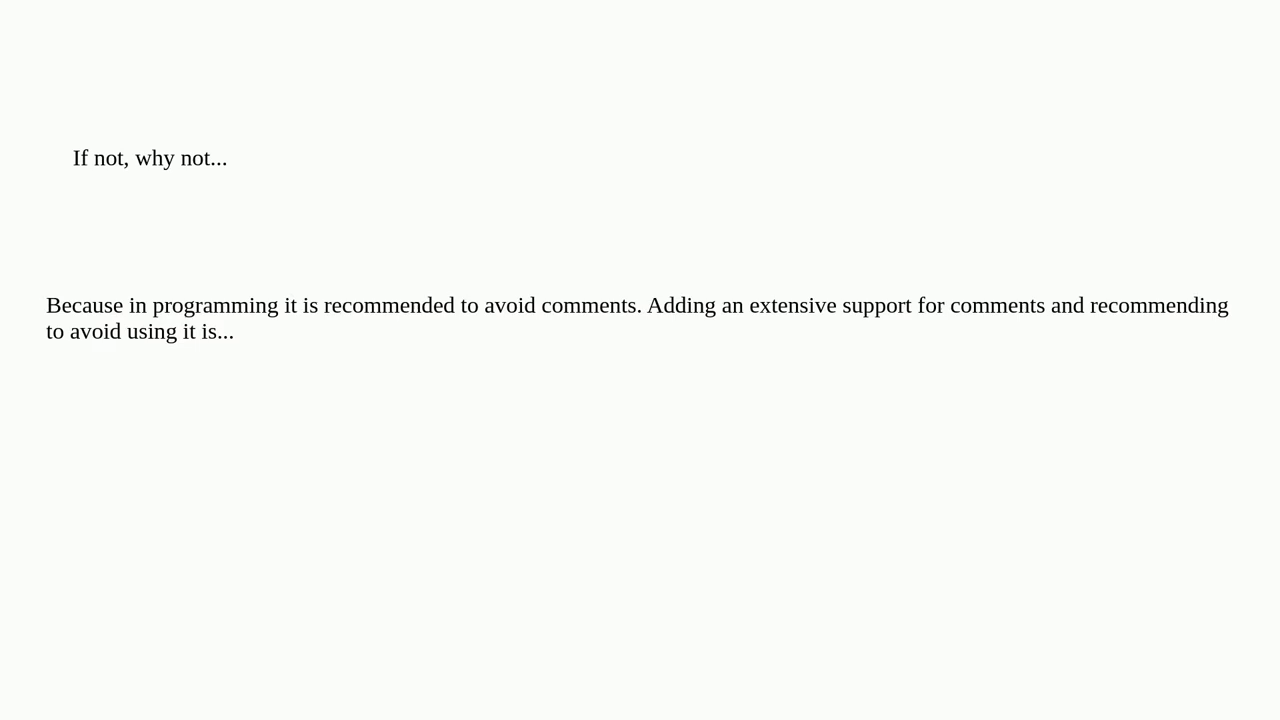 If not, why not...
Because in programming it is recommended to avoid comments. Adding an extensive support for comments and recommending
to avoid using it is...